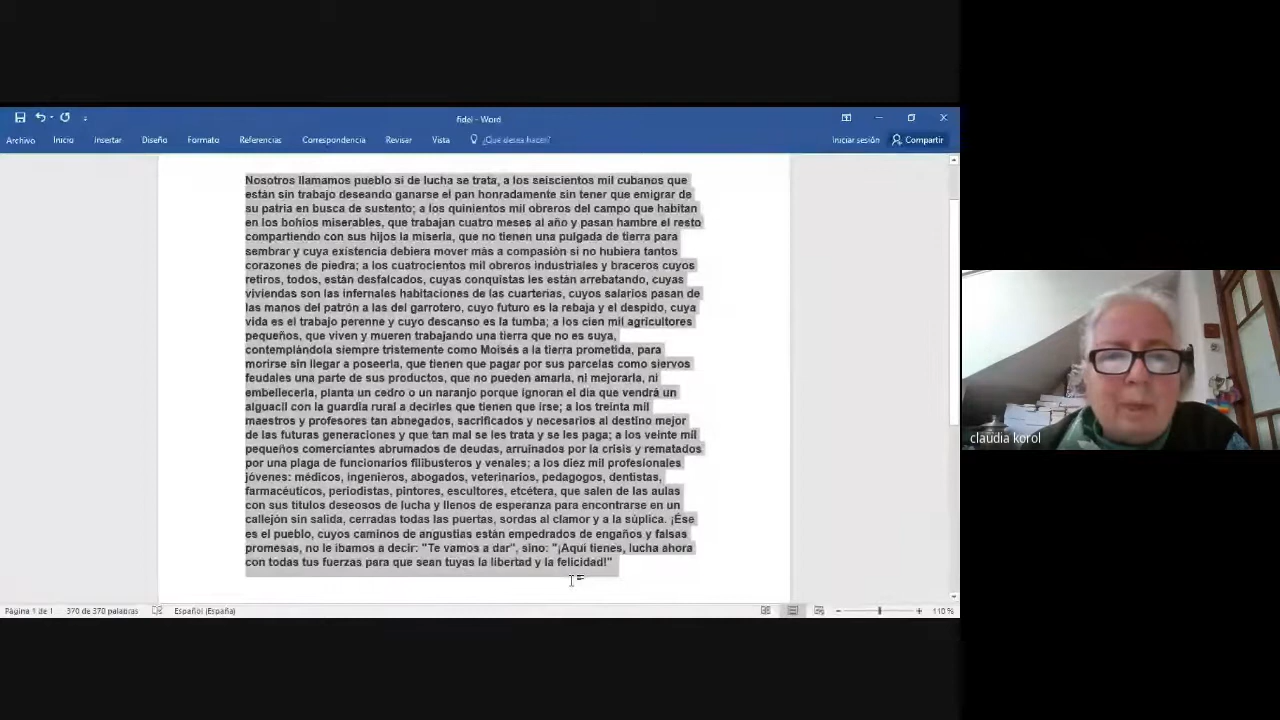 fidel - Word
Archivo Inicio Insertar Diseño Formato Referencias Correspondencia Revisar Vista ¿Qué desea hacer? Iniciar sesión Compartir
Nosotros llamamos pueblo si de lucha se trata, a los seiscientos mil cubanos que
están sin trabajo deseando ganarse el pan honradamente sin tener que emigrar de
su patria en busca de sustento; a los quinientos mil obreros del campo que habitan
en los bohíos miserables, que trabajan cuatro meses al año y pasan hambre el resto
compartiendo con sus hijos la miseria, que no tienen una pulgada de tierra para
sembrar y cuya existencia debiera mover más a compasión si no hubiera tantos
corazones de piedra; a los cuatrocientos mil obreros industriales y braceros cuyos
retiros, todos, están desfalcados, cuyas conquistas les están arrebatando, cuyas
viviendas son las infernales habitaciones de las cuarterías, cuyos salarios pasan de
las manos del patrón a las del garrotero, cuyo futuro es la rebaja y el despido, cuya
vida es el trabajo perenne y cuyo descanso es la tumba; a los cien mil agricultores
pequeños, que viven y mueren trabajando una tierra que no es suya,
contemplándola siempre tristemente como Moisés a la tierra prometida, para
morirse sin llegar a poseerla, que tienen que pagar por sus parcelas como siervos
feudales una parte de sus productos, que no pueden amarla, ni mejorarla, ni
embellecerla, planta un cedro o un naranjo porque ignoran el día que vendrá un
alguacil con la guardia rural a decirles que tienen que irse; a los treinta mil
maestros y profesores tan abnegados, sacrificados y necesarios al destino mejor
de las futuras generaciones y que tan mal se les trata y se les paga; a los veinte mil
pequeños comerciantes abrumados de deudas, arruinados por la crisis y rematados
por una plaga de funcionarios filibusteros y venales; a los diez mil profesionales
jóvenes: médicos, ingenieros, abogados, veterinarios, pedagogos, dentistas,
farmacéuticos, periodistas, pintores, escultores, etcétera, que salen de las aulas
con sus títulos deseosos de lucha y llenos de esperanza para encontrarse en un
callejón sin salida, cerradas todas las puertas, sordas al clamor y a la súplica. ¡Ése
es el pueblo, cuyos caminos de angustias están empedrados de engaños y falsas
promesas, no le íbamos a decir: "Te vamos a dar", sino: "¡Aquí tienes, lucha ahora
con todas tus fuerzas para que sean tuyas la libertad y la felicidad!"
claudia korol
Página 1 de 1 370 de 370 palabras Español (España) 110 %